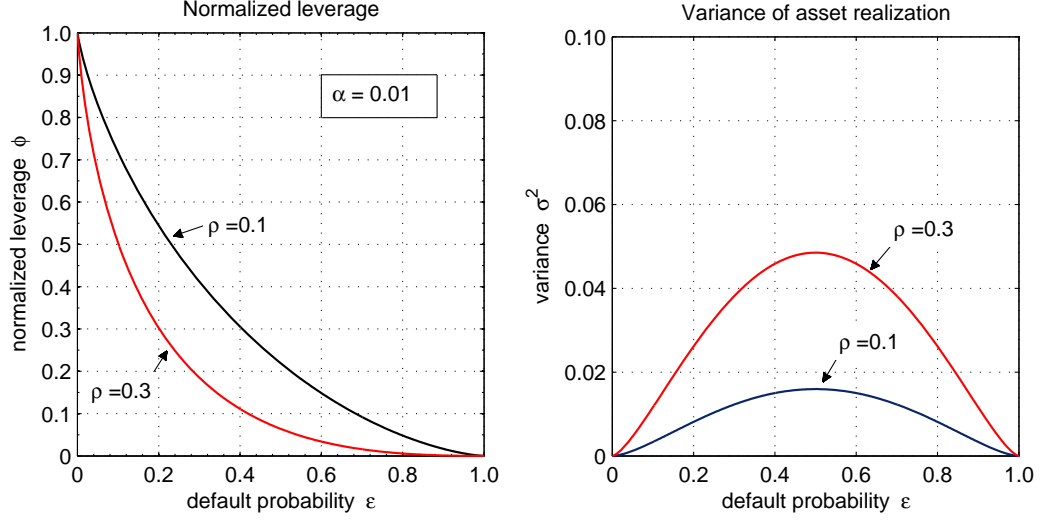 Normalized leverage
1.0
0.9
0.8
0.7
0.6
0.5
0.4
0.3
0.2
0.1
0
normalized leverage ϕ
α = 0.01
ρ =0.1
ρ =0.3
0.2
0.4
0.6
0.8
1.0
default probability ε
Variance of asset realization
0.10
0.08
0.06
0.04
0.02
0
variance σ²
ρ =0.3
ρ =0.1
0.0
0.2
0.4
0.6
0.8
1.0
default probability ε